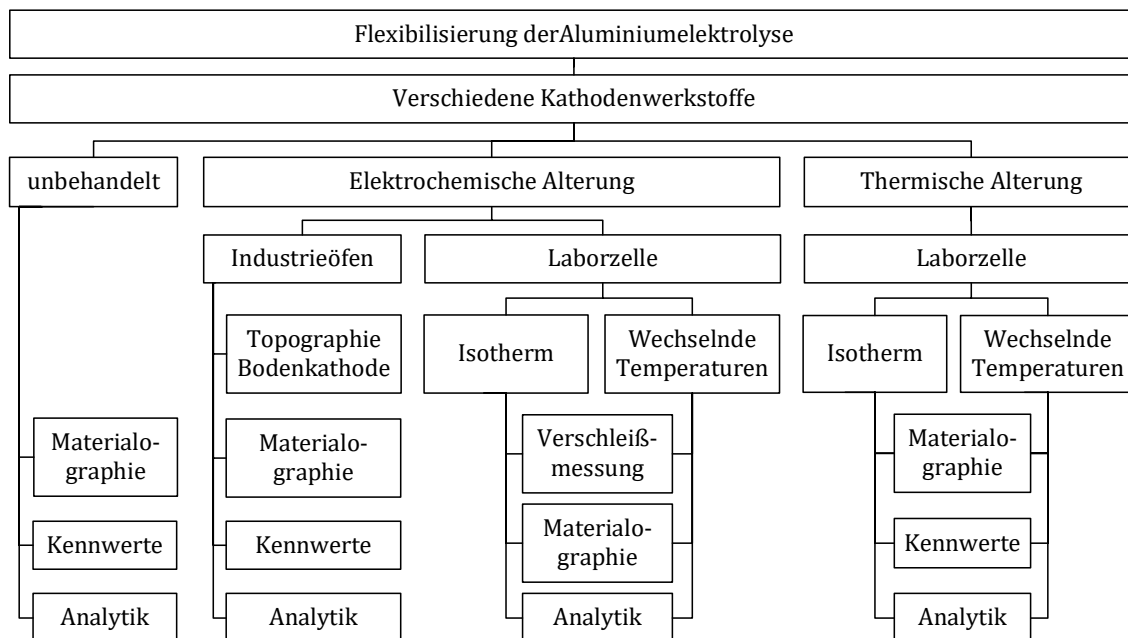 Flexibilisierung derAluminiumelektrolyse
Verschiedene Kathodenwerkstoffe
unbehandelt
Elektrochemische Alterung
Thermische Alterung
Industrieöfen
Laborzelle
Laborzelle
Topographie
Bodenkathode
Isotherm
Wechselnde
Temperaturen
Isotherm
Wechselnde
Temperaturen
Materialo-
graphie
Materialo-
graphie
Verschleiß-
messung
Materialo-
graphie
Kennwerte
Kennwerte
Materialo-
graphie
Kennwerte
Analytik
Analytik
Analytik
Analytik